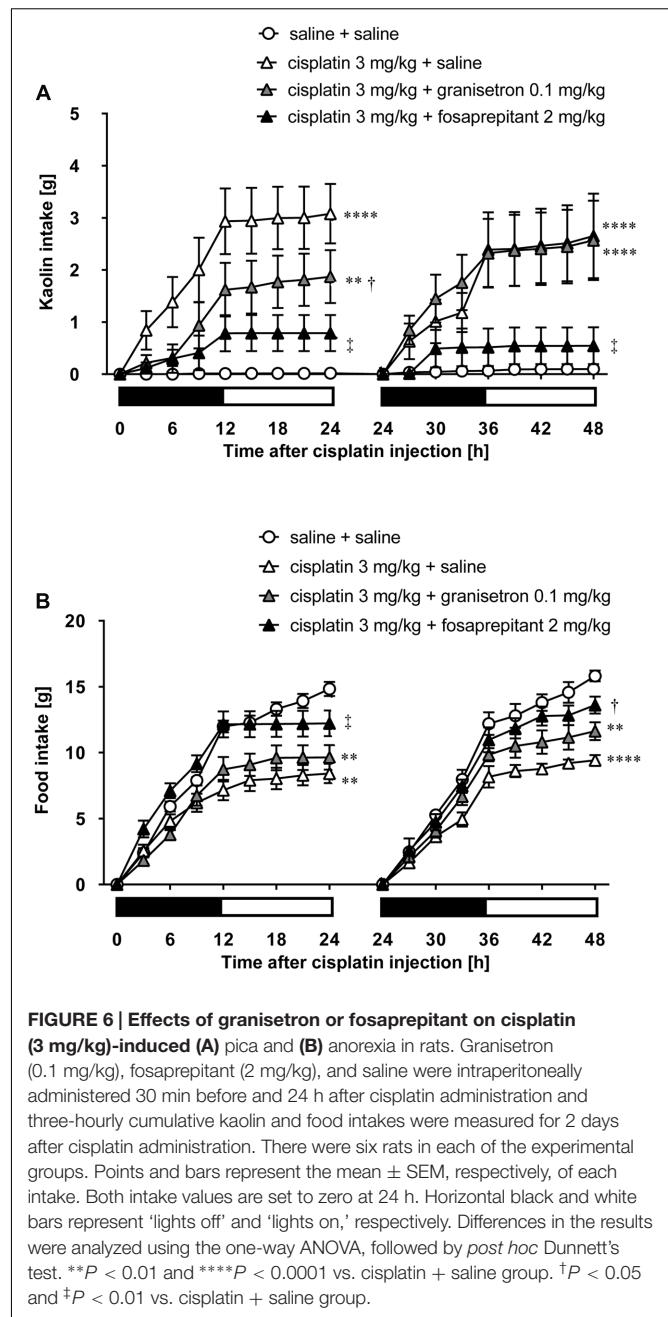 saline + saline
cisplatin 3 mg/kg + saline
cisplatin 3 mg/kg + granisetron 0.1 mg/kg
cisplatin 3 mg/kg + fosaprepitant 2 mg/kg
A
Kaolin intake [g]
5
4
3
2
1
0
****
** †
‡
****
****
‡
0 6 12 18 24 24 30 36 42 48
Time after cisplatin injection [h] Time after cisplatin injection [h]
saline + saline
cisplatin 3 mg/kg + saline
cisplatin 3 mg/kg + granisetron 0.1 mg/kg
cisplatin 3 mg/kg + fosaprepitant 2 mg/kg
B
Food intake [g]
20
15
10
5
0
‡
**
**
†
**
****
0 6 12 18 24 24 30 36 42 48
Time after cisplatin injection [h] Time after cisplatin injection [h]
FIGURE 6 | Effects of granisetron or fosaprepitant on cisplatin
(3 mg/kg)-induced (A) pica and (B) anorexia in rats. Granisetron
(0.1 mg/kg), fosaprepitant (2 mg/kg), and saline were intraperitoneally
administered 30 min before and 24 h after cisplatin administration and
three-hourly cumulative kaolin and food intakes were measured for 2 days
after cisplatin administration. There were six rats in each of the experimental
groups. Points and bars represent the mean ± SEM, respectively, of each
intake. Both intake values are set to zero at 24 h. Horizontal black and white
bars represent 'lights off' and 'lights on,' respectively. Differences in the results
were analyzed using the one-way ANOVA, followed by post hoc Dunnett's
test. **P < 0.01 and ****P < 0.0001 vs. cisplatin + saline group. †P < 0.05
and ‡P < 0.01 vs. cisplatin + saline group.